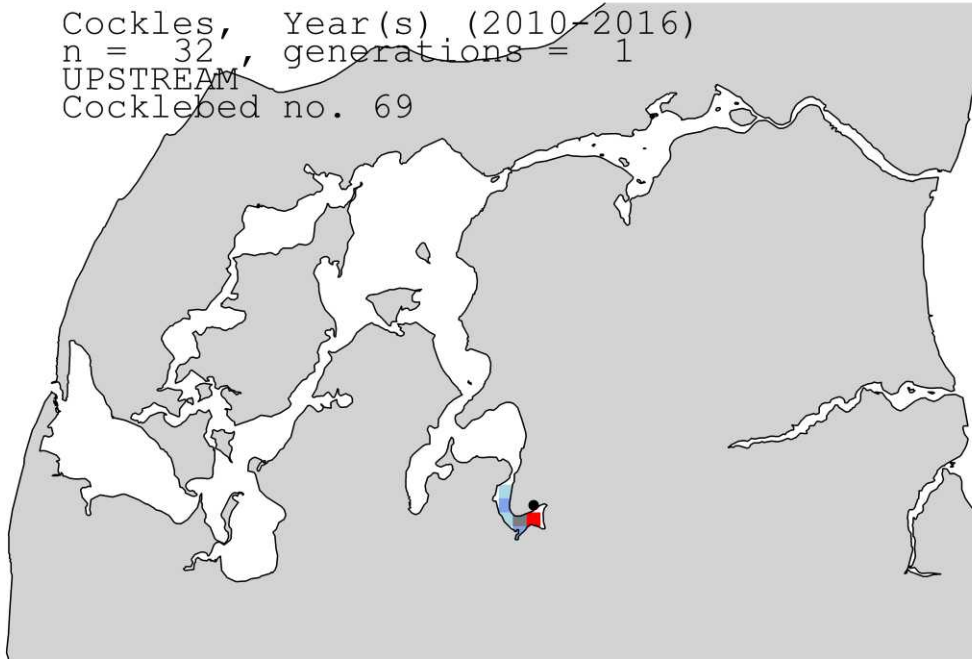 Cockles, Year(s) (2010-2016)
n = 32 , generations = 1
UPSTREAM
Cocklebed no. 69